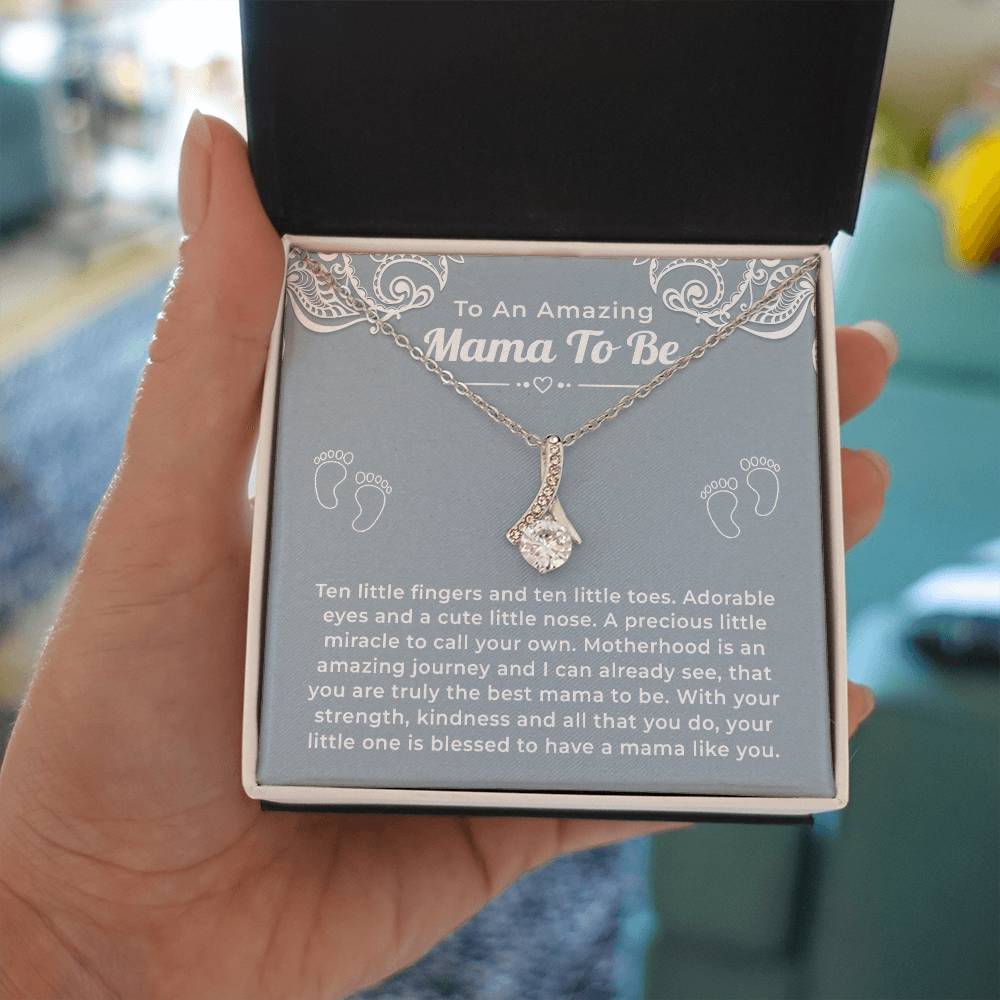 To An Amazing
Mama To Be
Ten little fingers and ten little toes. Adorable
eyes and a cute little nose. A precious little
miracle to call your own. Motherhood is an
amazing journey and I can already see, that
you are truly the best mama to be. With your
strength, kindness and all that you do, your
little one is blessed to have a mama like you.